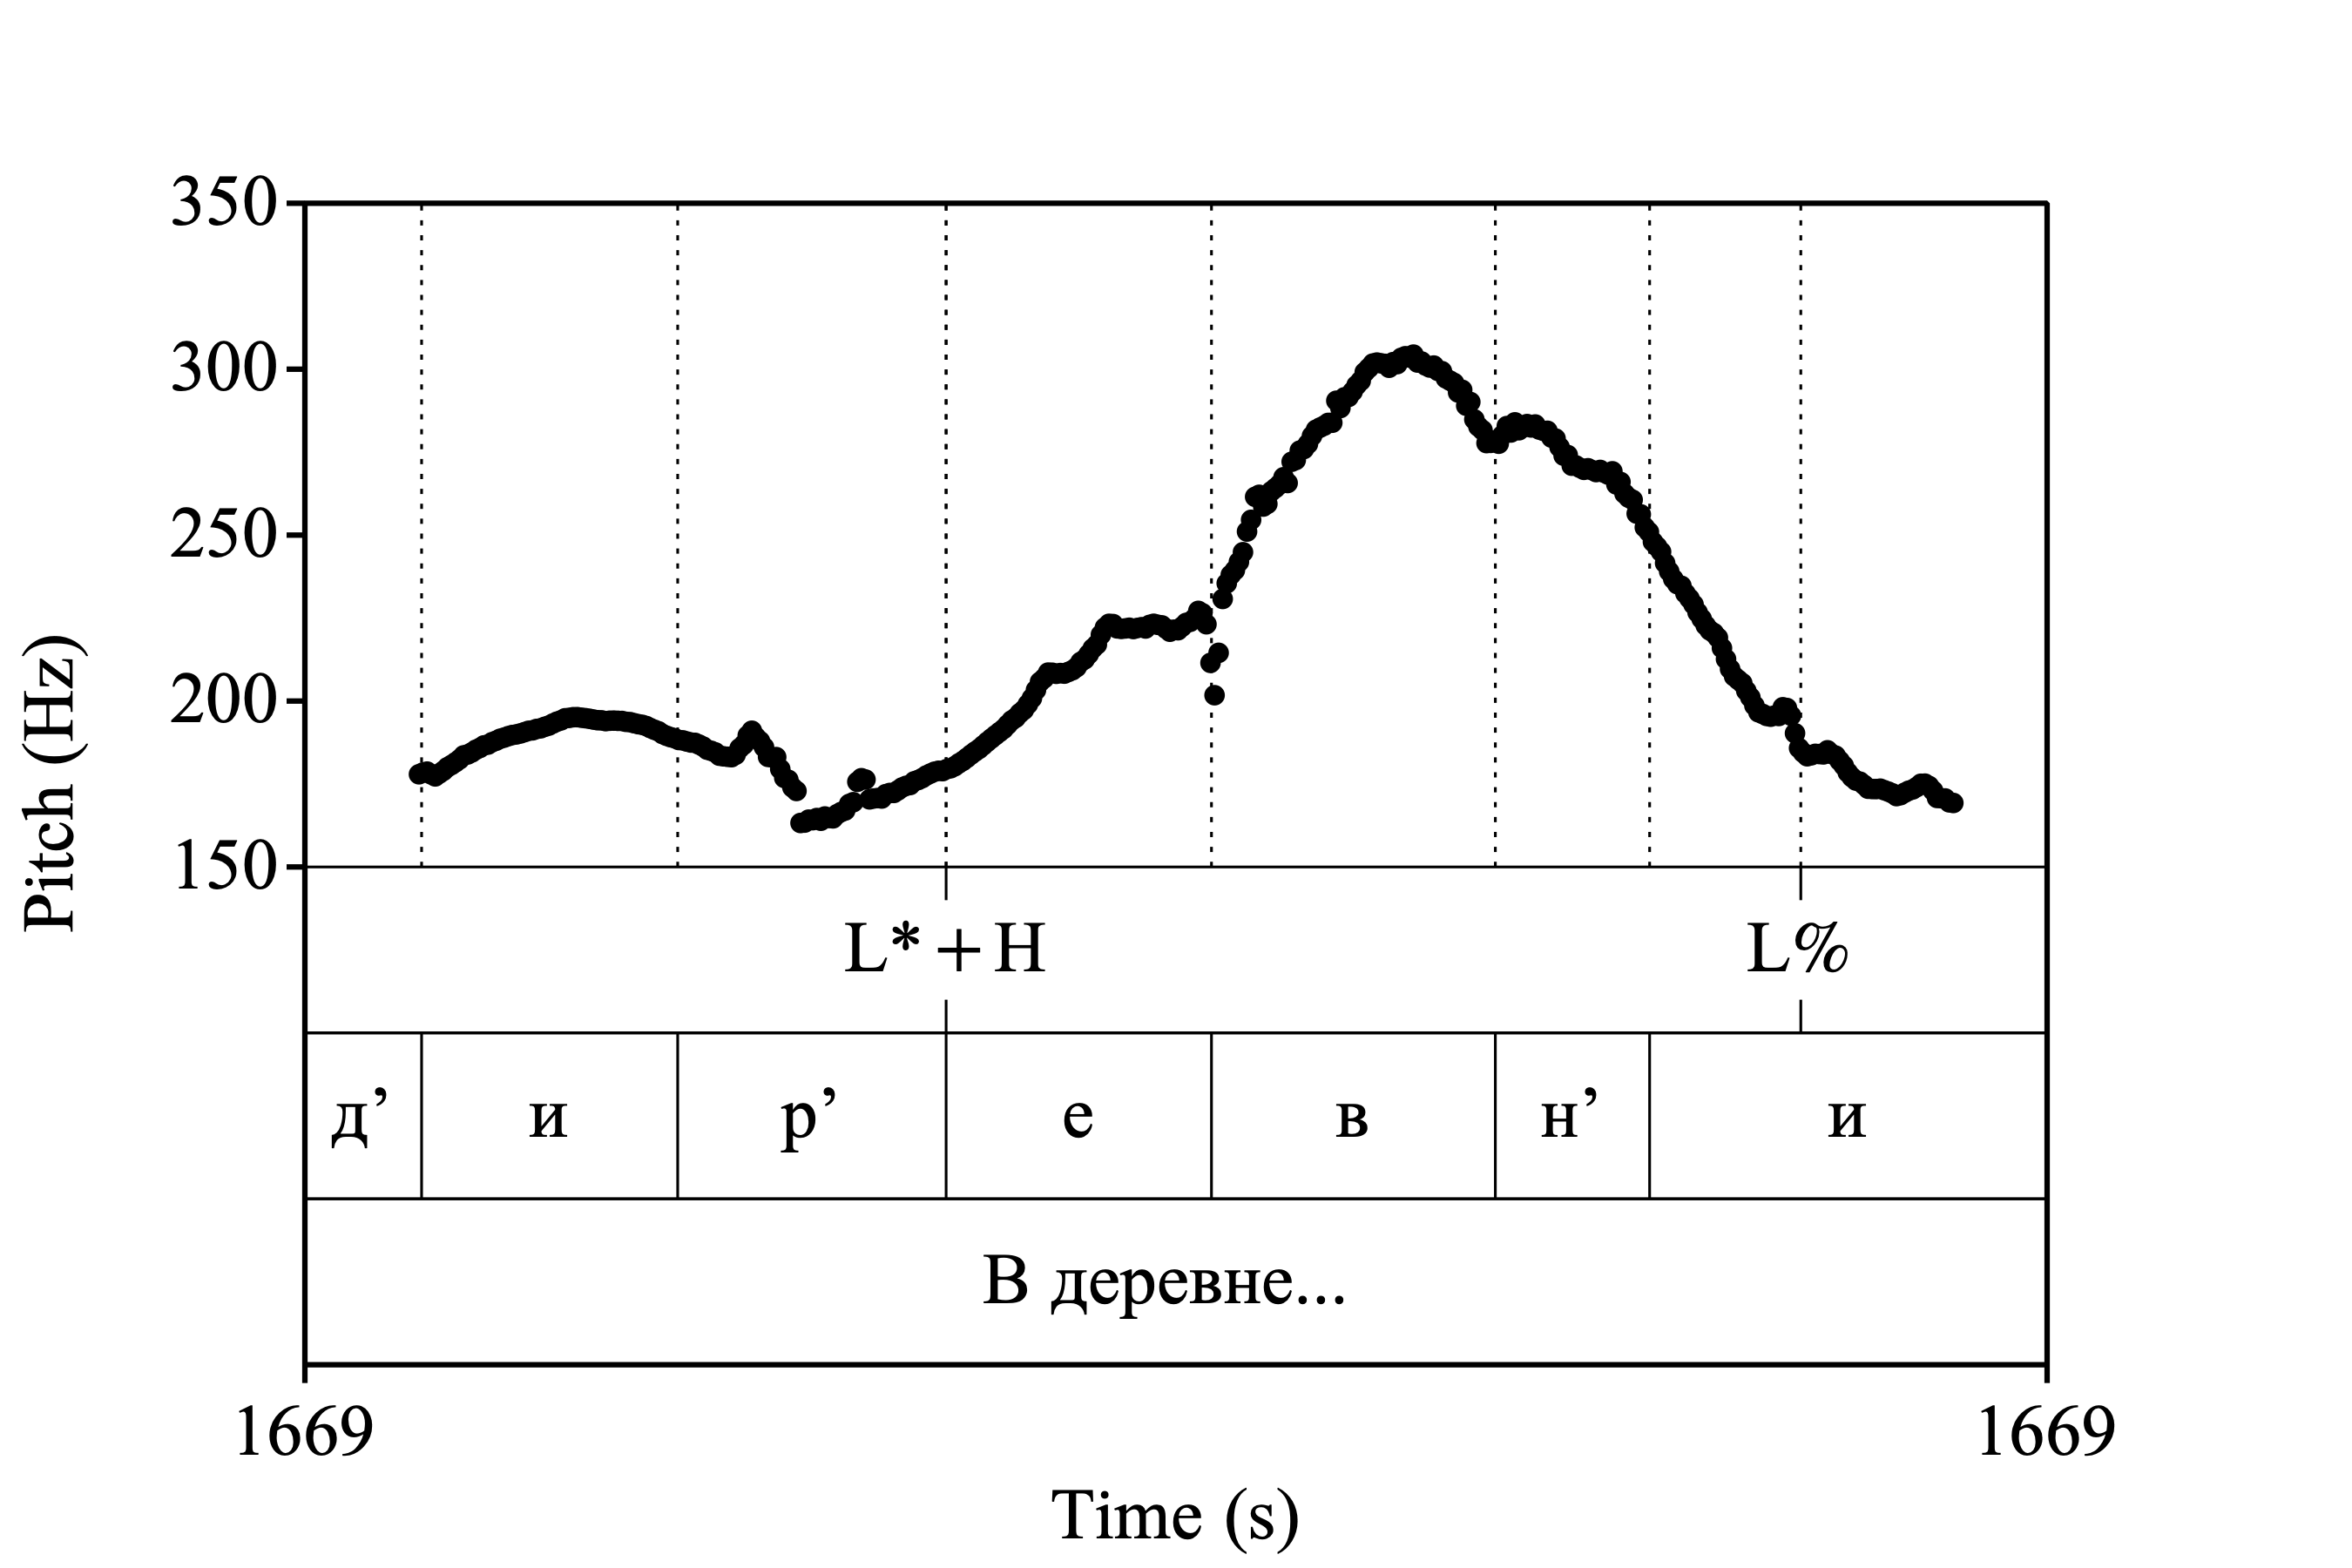 350
300
250
200
150
Pitch (Hz)
L*+H L%
д’ и р’ е в н’ и
В деревне...
1669 1669
Time (s)